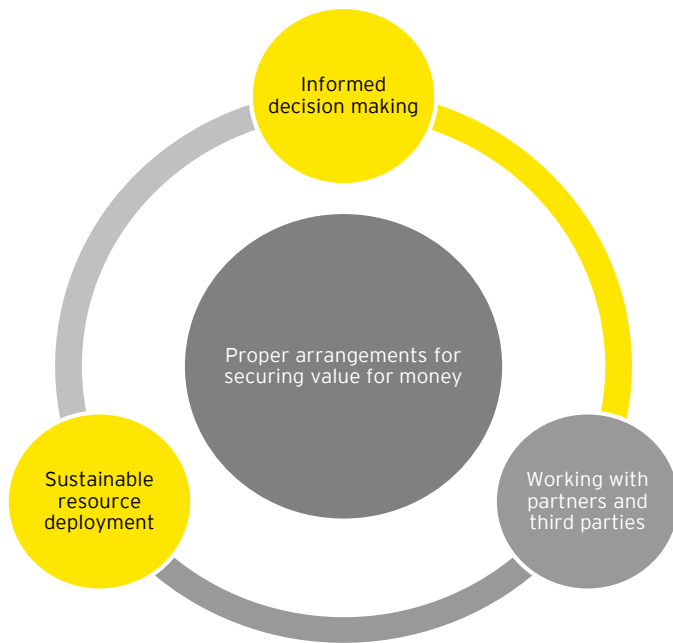 Informed
decision making
Proper arrangements for
securing value for money
Sustainable
resource
deployment
Working with
partners and
third parties